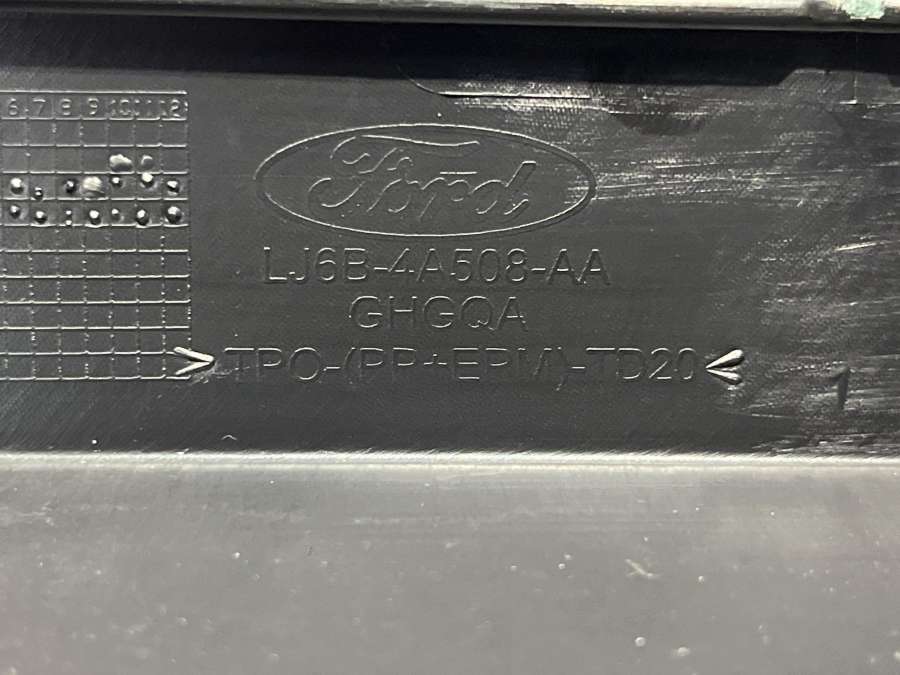 6 7 8 9 10 11 12
Ford
LJ6B-4A508-AA
GHGQA
>TPO-(PP+EPM)-TD20<
1